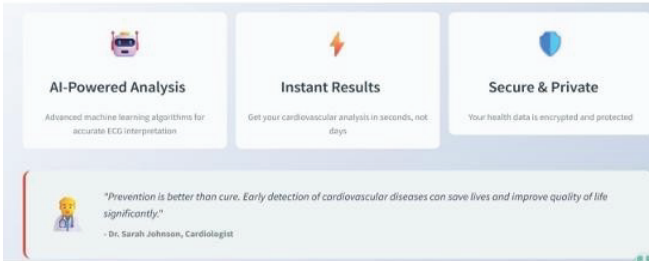 AI-Powered Analysis
Advanced machine learning algorithms for
accurate ECG interpretation
Instant Results
Get your cardiovascular analysis in seconds, not
days
Secure & Private
Your health data is encrypted and protected
"Prevention is better than cure. Early detection of cardiovascular diseases can save lives and improve quality of life
significantly."
- Dr. Sarah Johnson, Cardiologist